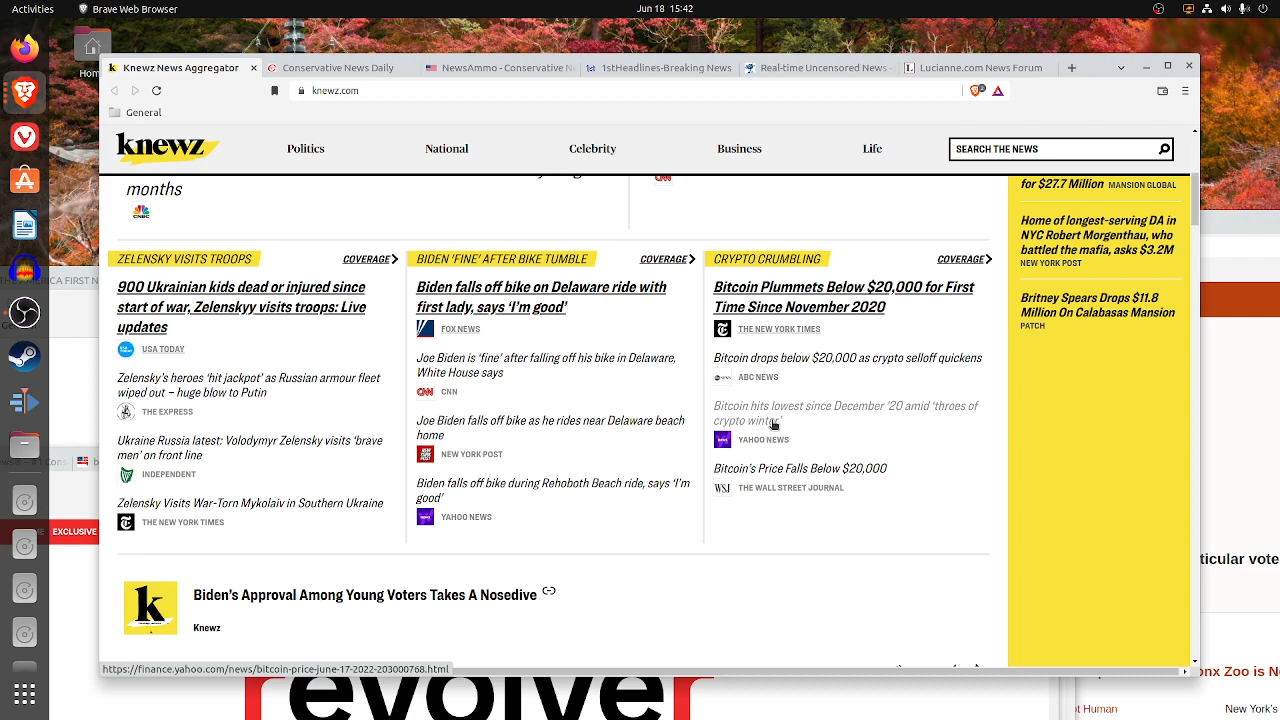 Activities
Brave Browser
Jun 18 15:42
Home
Knewz News Aggregator
Conservative News Daily
NewsAmmo - Conservative N
1stHeadlines-Breaking News
Real-time Uncensored News -
Lucianne.com News Forum
knewz.com
General
knewz
Politics
National
Celebrity
Business
Life
SEARCH THE NEWS
months
CNBC
CNN
for $27.7 Million MANSION GLOBAL
Home of longest-serving DA in
NYC Robert Morgenthau, who
battled the mafia, asks $3.2M
NEW YORK POST
Britney Spears Drops $11.8
Million On Calabasas Mansion
PATCH
ZELENSKY VISITS TROOPS
COVERAGE
900 Ukrainian kids dead or injured since
start of war, Zelenskyy visits troops: Live
updates
USA TODAY
Zelensky's heroes 'hit jackpot' as Russian armour fleet
wiped out – huge blow to Putin
THE EXPRESS
Ukraine Russia latest: Volodymyr Zelensky visits 'brave
men' on front line
INDEPENDENT
Zelensky Visits War-Torn Mykolaiv in Southern Ukraine
THE NEW YORK TIMES
BIDEN 'FINE' AFTER BIKE TUMBLE
COVERAGE
Biden falls off bike on Delaware ride with
first lady, says 'I'm good'
FOX NEWS
Joe Biden is 'fine' after falling off his bike in Delaware,
White House says
CNN
CNN
Joe Biden falls off bike as he rides near Delaware beach
home
NEW YORK POST
Biden falls off bike during Rehoboth Beach ride, says 'I'm
good'
YAHOO NEWS
CRYPTO CRUMBLING
COVERAGE
Bitcoin Plummets Below $20,000 for First
Time Since November 2020
THE NEW YORK TIMES
Bitcoin drops below $20,000 as crypto selloff quickens
ABC NEWS
Bitcoin hits lowest since December '20 amid 'throes of
crypto winter'
YAHOO NEWS
Bitcoin's Price Falls Below $20,000
WSJ
THE WALL STREET JOURNAL
k
Biden's Approval Among Young Voters Takes A Nosedive
Knewz
https://finance.yahoo.com/news/bitcoin-price-june-17-2022-203000768.html
EXCLUSIVE
evolve
ticular vote
onx Zoo is N
t Human
New York's